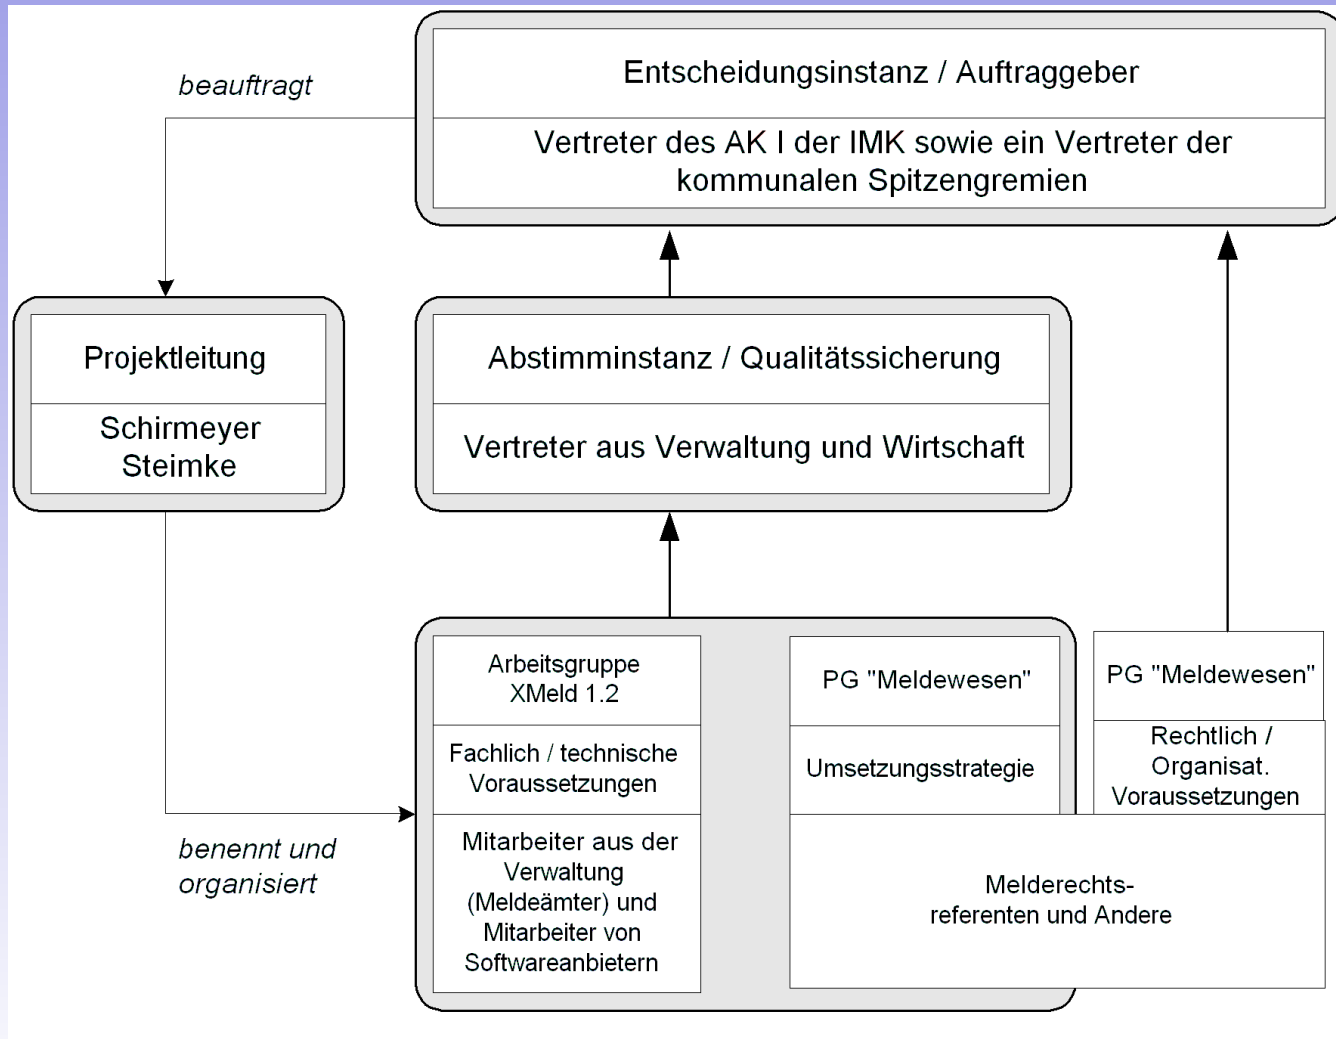 beauftragt
Entscheidungsinstanz / Auftraggeber
Vertreter des AK I der IMK sowie ein Vertreter der
kommunalen Spitzengremien
Projektleitung
Schirmeyer
Steimke
Abstimminstanz / Qualitätssicherung
Vertreter aus Verwaltung und Wirtschaft
benennt und
organisiert
Arbeitsgruppe
XMeld 1.2
Fachlich / technische
Voraussetzungen
Mitarbeiter aus der
Verwaltung
(Meldeämter) und
Mitarbeiter von
Softwareanbietern
PG "Meldewesen"
Umsetzungsstrategie
PG "Meldewesen"
Rechtlich /
Organisat.
Voraussetzungen
Melderechts-
referenten und Andere